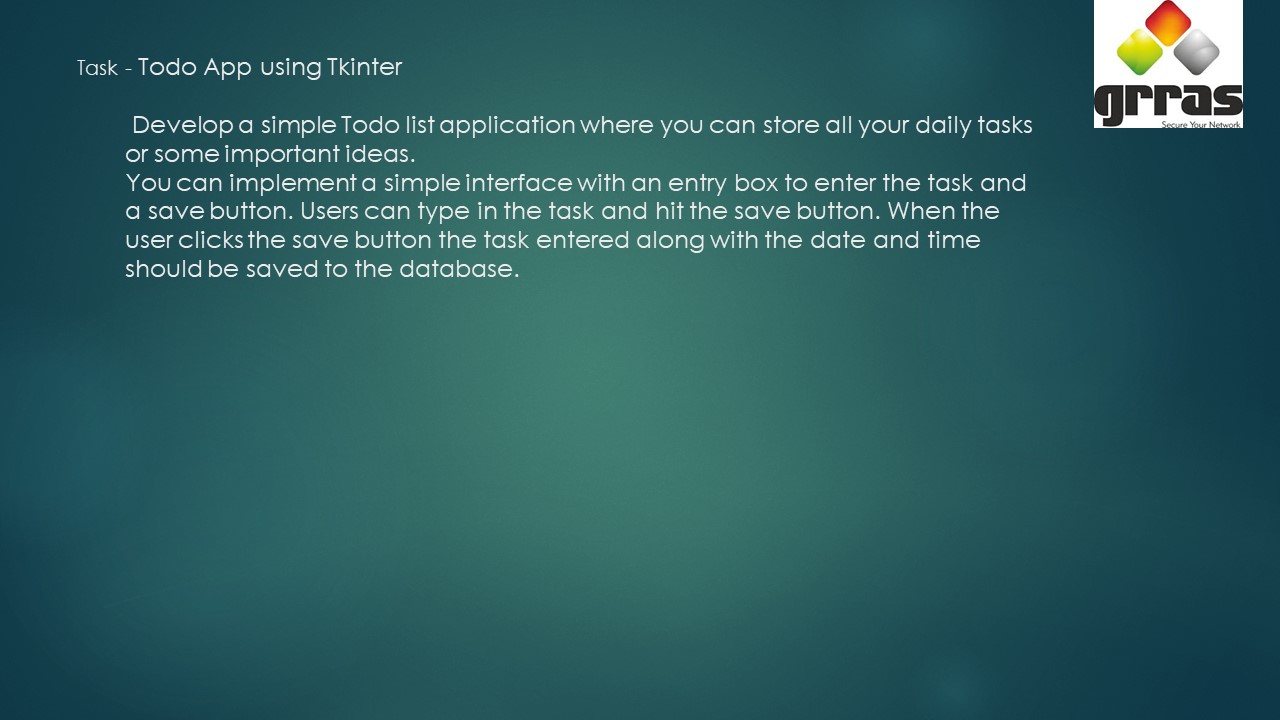 Task - Todo App using Tkinter
grras
Secure Your Network
Develop a simple Todo list application where you can store all your daily tasks
or some important ideas.
You can implement a simple interface with an entry box to enter the task and
a save button. Users can type in the task and hit the save button. When the
user clicks the save button the task entered along with the date and time
should be saved to the database.